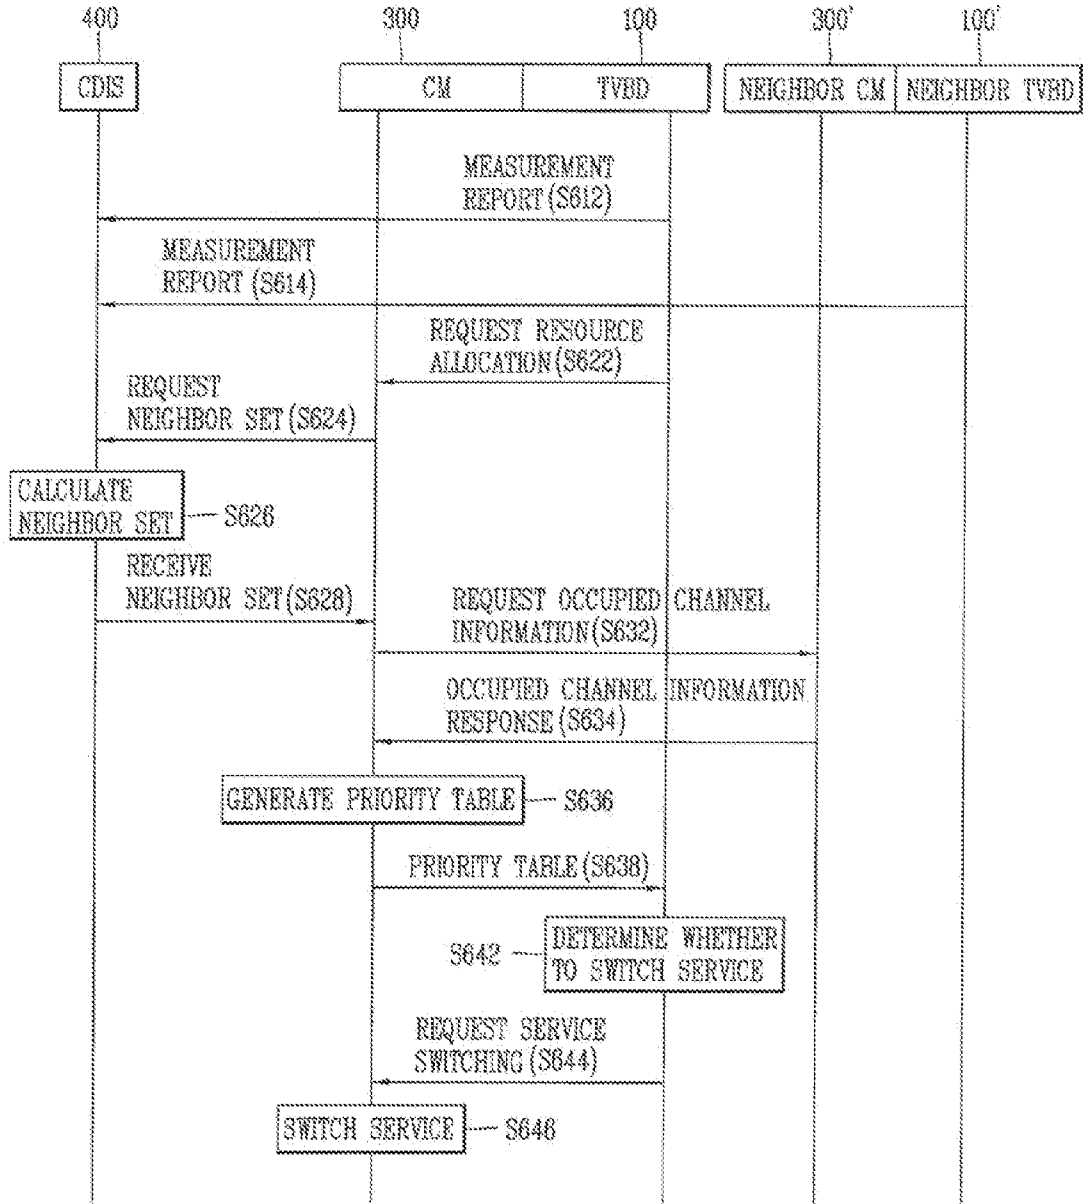 400 300 100 300' 100'
CDIS CM TVBD NEIGHBOR CM NEIGHBOR TVBD
MEASUREMENT
REPORT(S612)
MEASUREMENT
REPORT (S614)
REQUEST RESOURCE
ALLOCATION(S622)
REQUEST
NEIGHBOR SET(S624)
CALCULATE
NEIGHBOR SET
S626
RECEIVE
NEIGHBOR SET(S628)
REQUEST OCCUPIED CHANNEL
INFORMATION(S632)
OCCUPIED CHANNEL INFORMATION
RESPONSE(S634)
GENERATE PRIORITY TABLE
S636
PRIORITY TABLE(S638)
S642
DETERMINE WHETHER
TO SWITCH SERVICE
REQUEST SERVICE
SWITCHING(S644)
SWITCH SERVICE
S646